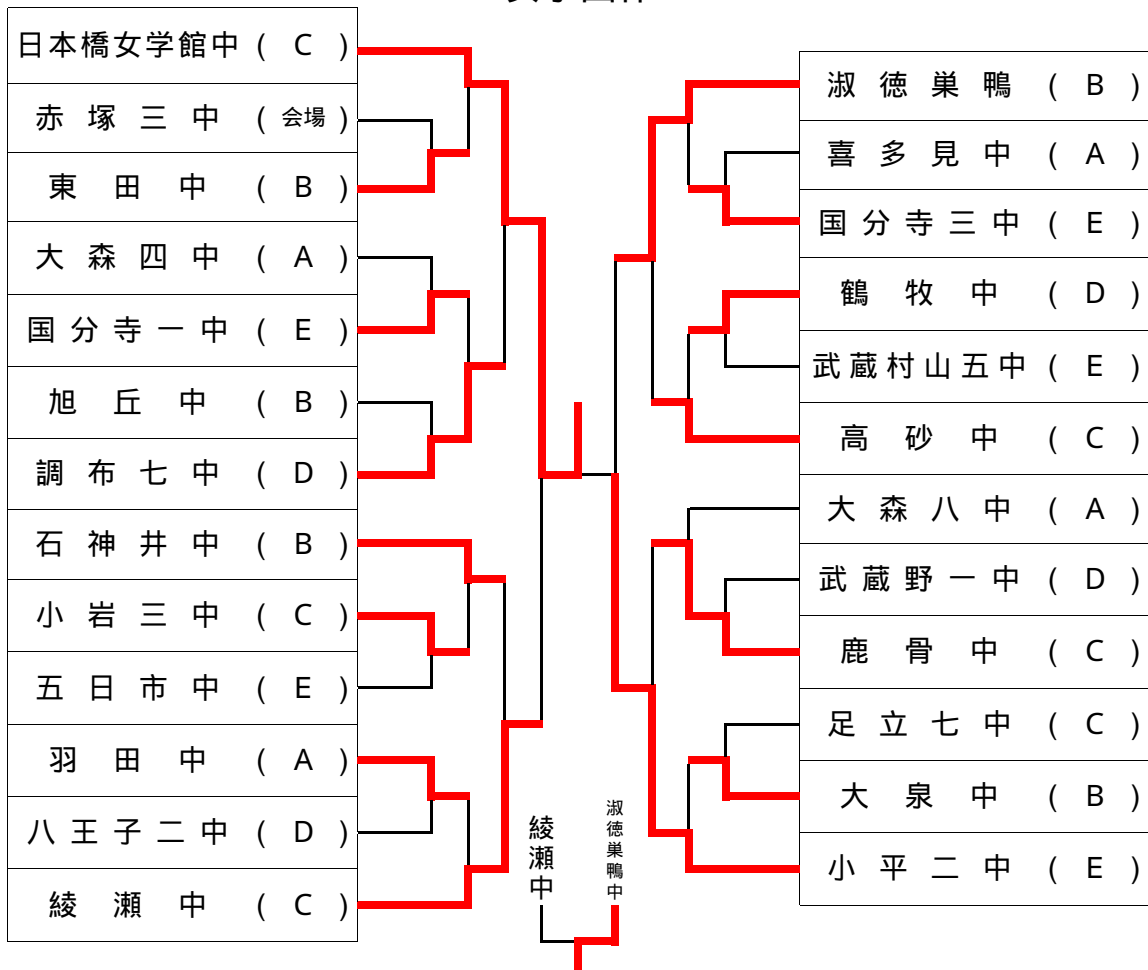 日本橋女学館中 ( C )
赤塚三中 ( 会場 )
東田中 ( B )
大森四中 ( A )
国分寺一中 ( E )
旭丘中 ( B )
調布七中 ( D )
石神井中 ( B )
小岩三中 ( C )
五日市中 ( E )
羽田中 ( A )
八王子二中 ( D )
綾瀬中 ( C )
綾瀬中
淑徳巣鴨中
淑徳巣鴨 ( B )
喜多見中 ( A )
国分寺三中 ( E )
鶴牧中 ( D )
武蔵村山五中 ( E )
高砂中 ( C )
大森八中 ( A )
武蔵野一中 ( D )
鹿骨中 ( C )
足立七中 ( C )
大泉中 ( B )
小平二中 ( E )